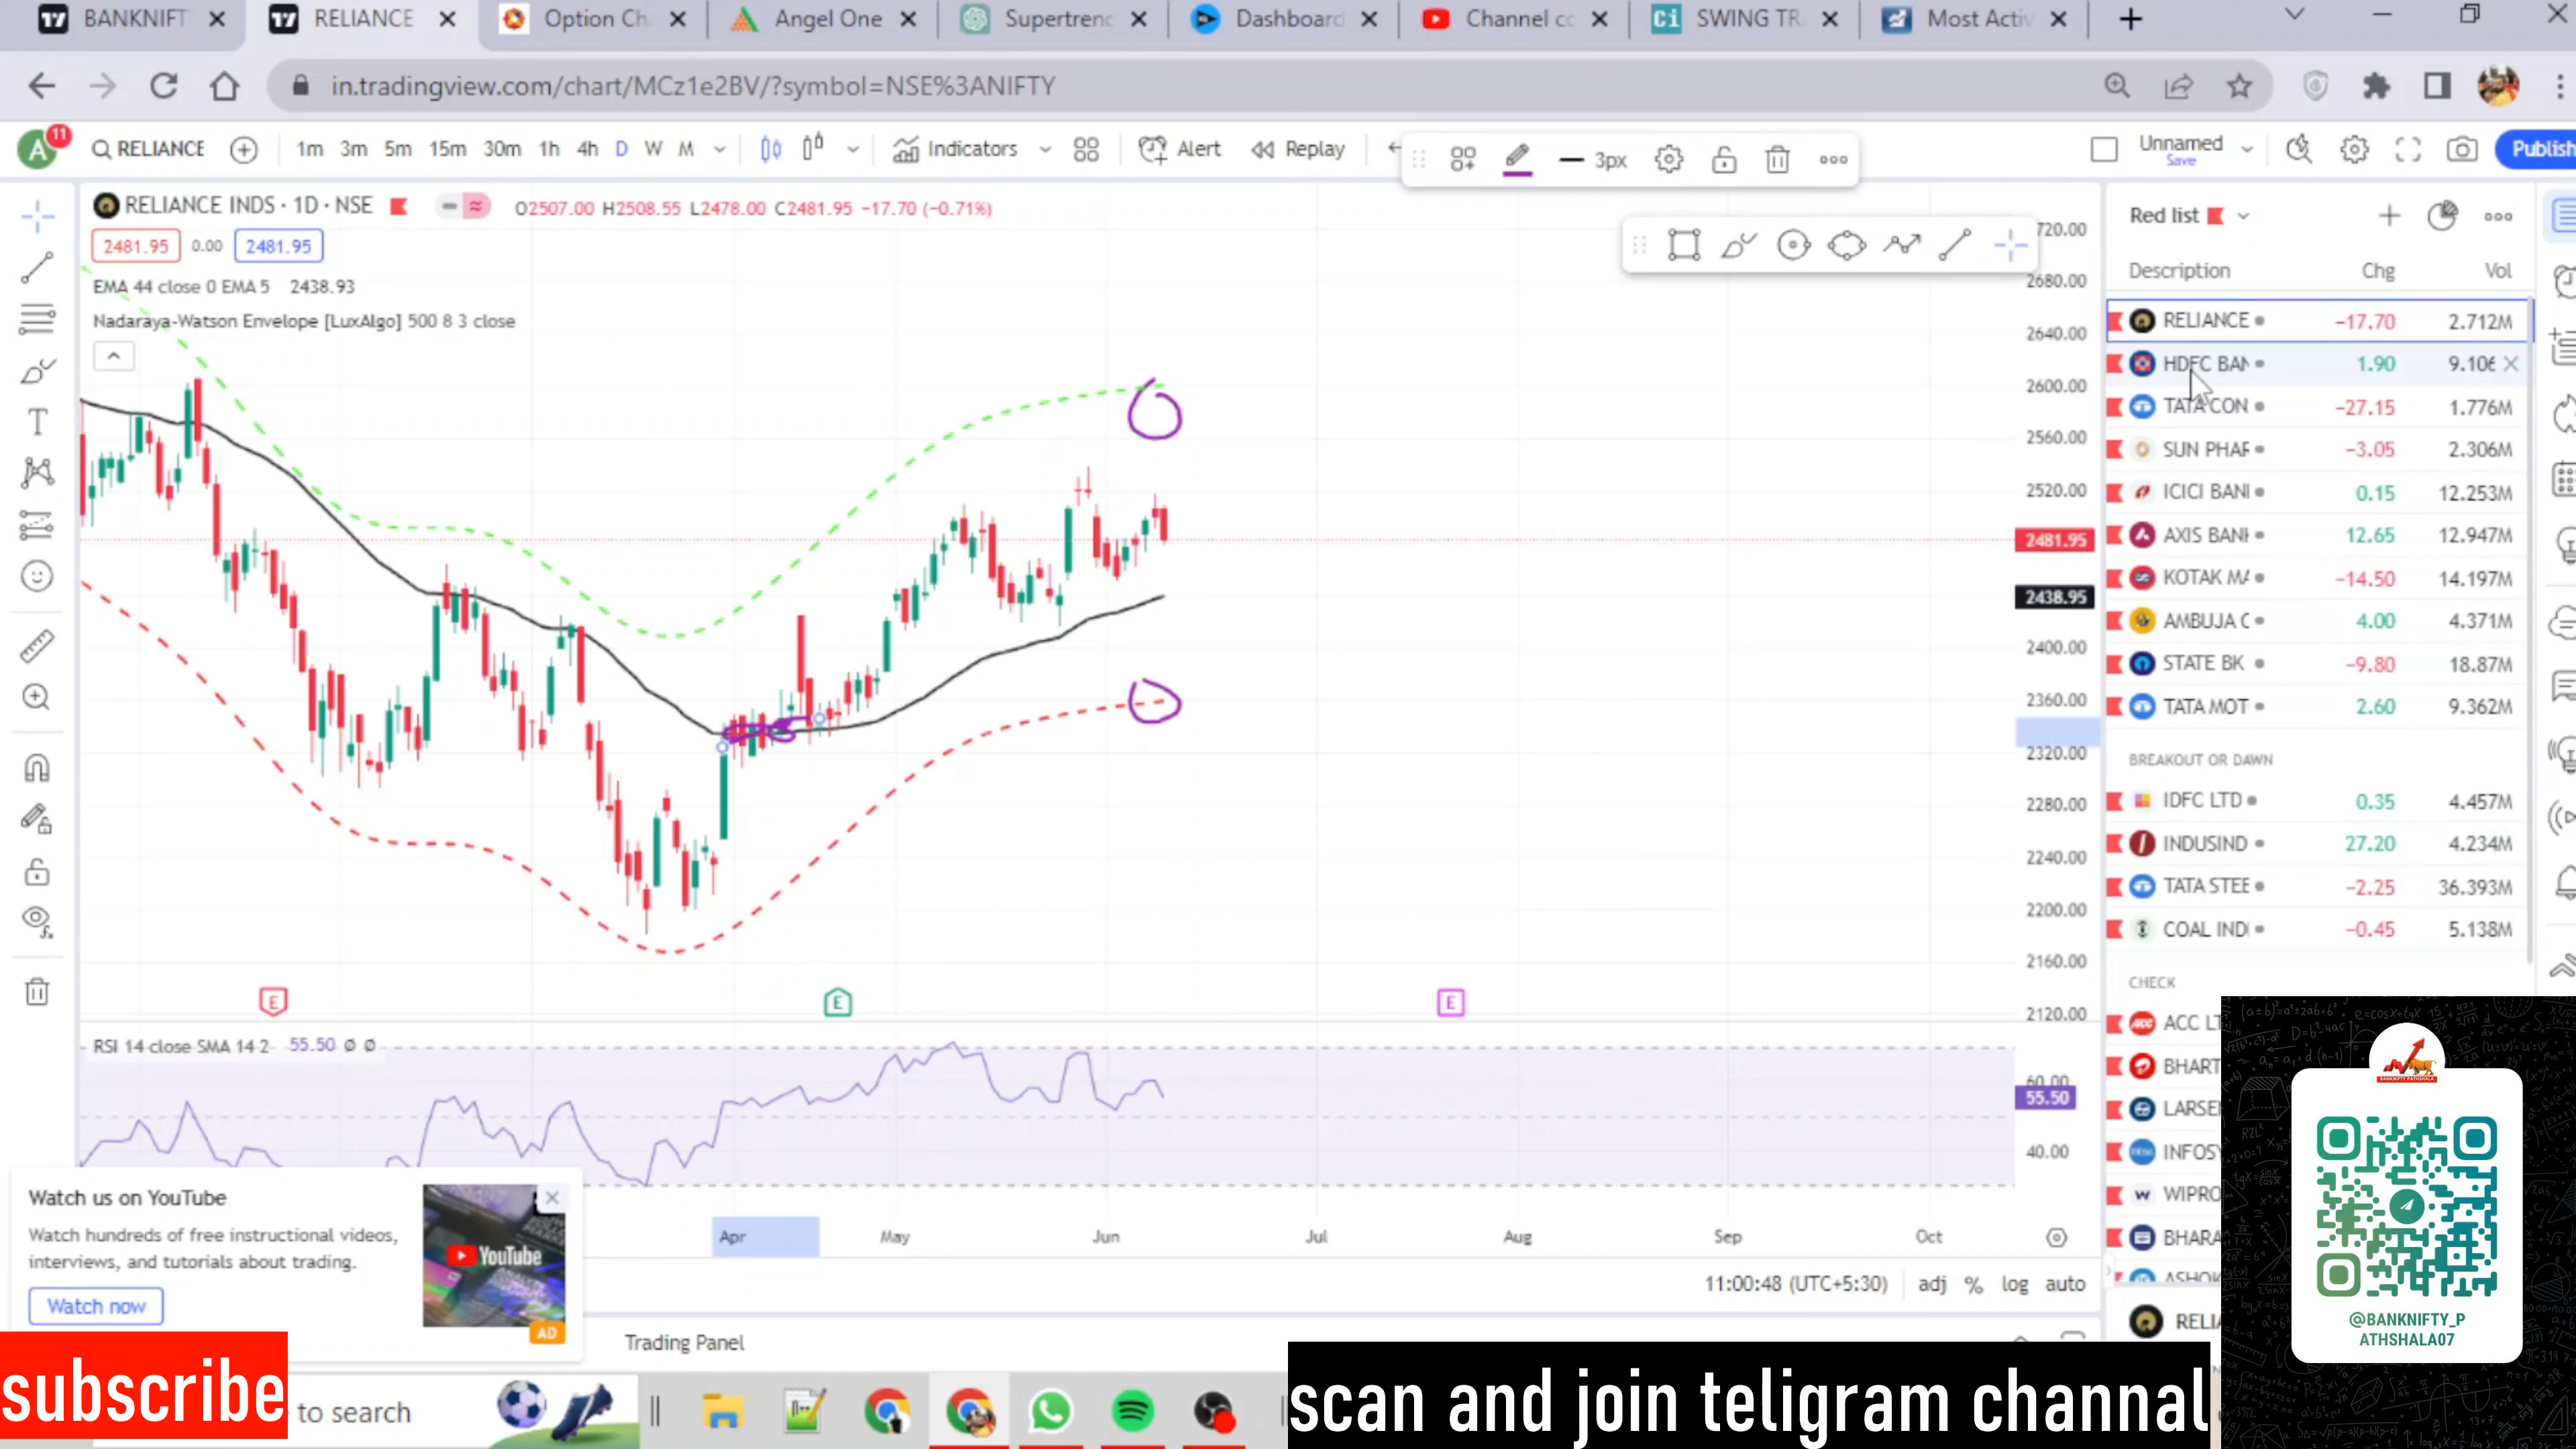 BANKNIFT
RELIANCE
Option Ch
Angel One
Supertrend
Dashboard
Channel co
Ci SWING TR
Most Activ
in.tradingview.com/chart/MCz1e2BV/?symbol=NSE%3ANIFTY
A 11 RELIANCE 1m 3m 5m 15m 30m 1h 4h D W M Indicators Alert Replay 3px Unnamed Save Publish
RELIANCE INDS · 1D · NSE O2507.00 H2508.55 L2478.00 C2481.95 −17.70 (−0.71%)
2481.95 0.00 2481.95
EMA 44 close 0 EMA 5 2438.93
Nadaraya-Watson Envelope [LuxAlgo] 500 8 3 close
720.00
2680.00
2640.00
2600.00
2560.00
2520.00
2481.95
2438.95
2400.00
2360.00
2320.00
2280.00
2240.00
2200.00
2160.00
2120.00
E E E
RSI 14 close SMA 14 2 55.50 Ø Ø
60.00
55.50
40.00
Apr May Jun Jul Aug Sep Oct
11:00:48 (UTC+5:30) adj % log auto
Trading Panel
Red list
Description Chg Vol
RELIANCE −17.70 2.712M
HDFC BAN 1.90 9.106
TATA CON −27.15 1.776M
SUN PHAR −3.05 2.306M
ICICI BANI 0.15 12.253M
AXIS BANK 12.65 12.947M
KOTAK MA −14.50 14.197M
AMBUJA C 4.00 4.371M
STATE BK −9.80 18.87M
TATA MOT 2.60 9.362M
BREAKOUT OR DAWN
IDFC LTD 0.35 4.457M
INDUSIND 27.20 4.234M
TATA STEE −2.25 36.393M
COAL INDI −0.45 5.138M
CHECK
ACC LT
BHART
LARSE
INFOSY
WIPRO
BHARA
ASHOK
RELI
Watch us on YouTube
Watch hundreds of free instructional videos,
interviews, and tutorials about trading.
Watch now
YouTube
AD
subscribe
to search
scan and join teligram channal
BANKNIFTY PATHSHALA
@BANKNIFTY_P
ATHSHALA07